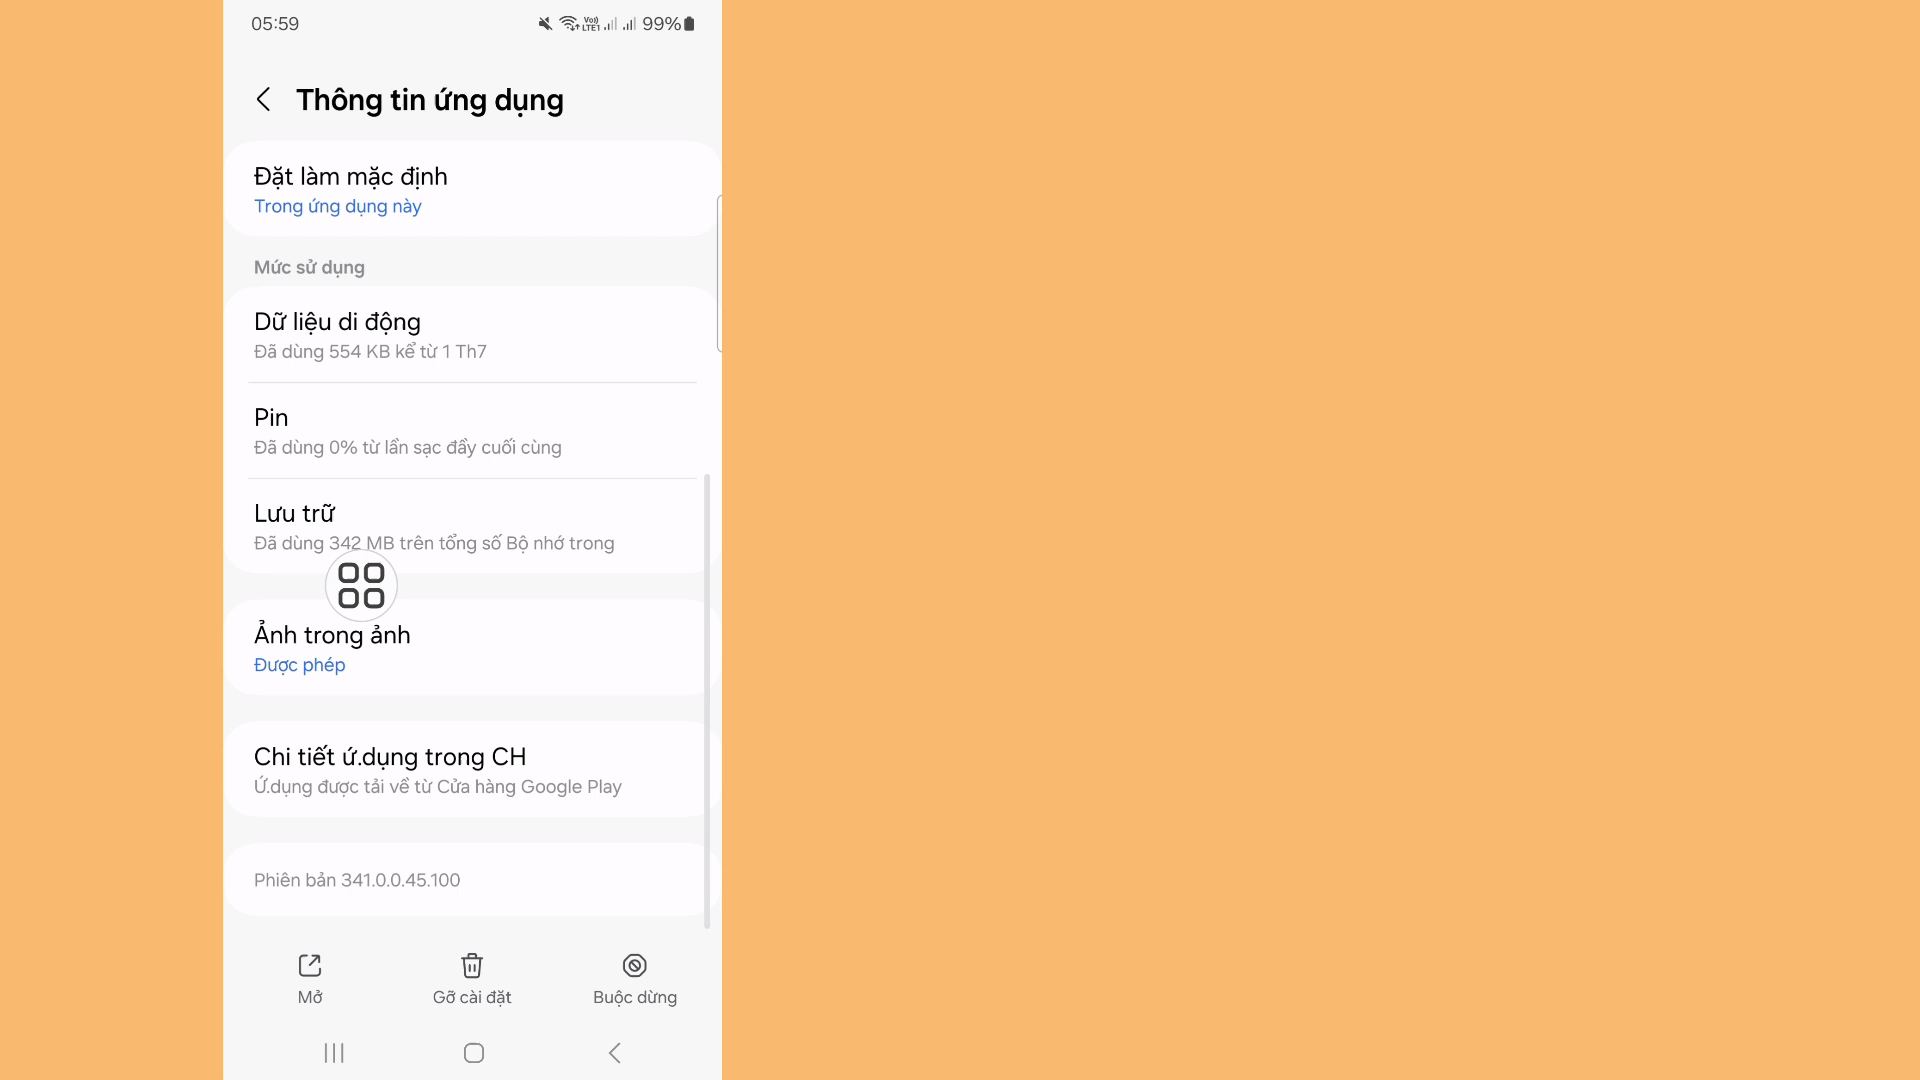 05:59
Vo)) LTE1 99%
Thông tin ứng dụng
Đặt làm mặc định
Trong ứng dụng này
Mức sử dụng
Dữ liệu di động
Đã dùng 554 KB kể từ 1 Th7
Pin
Đã dùng 0% từ lần sạc đầy cuối cùng
Lưu trữ
Đã dùng 342 MB trên tổng số Bộ nhớ trong
Ảnh trong ảnh
Được phép
Chi tiết ứ.dụng trong CH
Ứ.dụng được tải về từ Cửa hàng Google Play
Phiên bản 341.0.0.45.100
Mở
Gỡ cài đặt
Buộc dừng